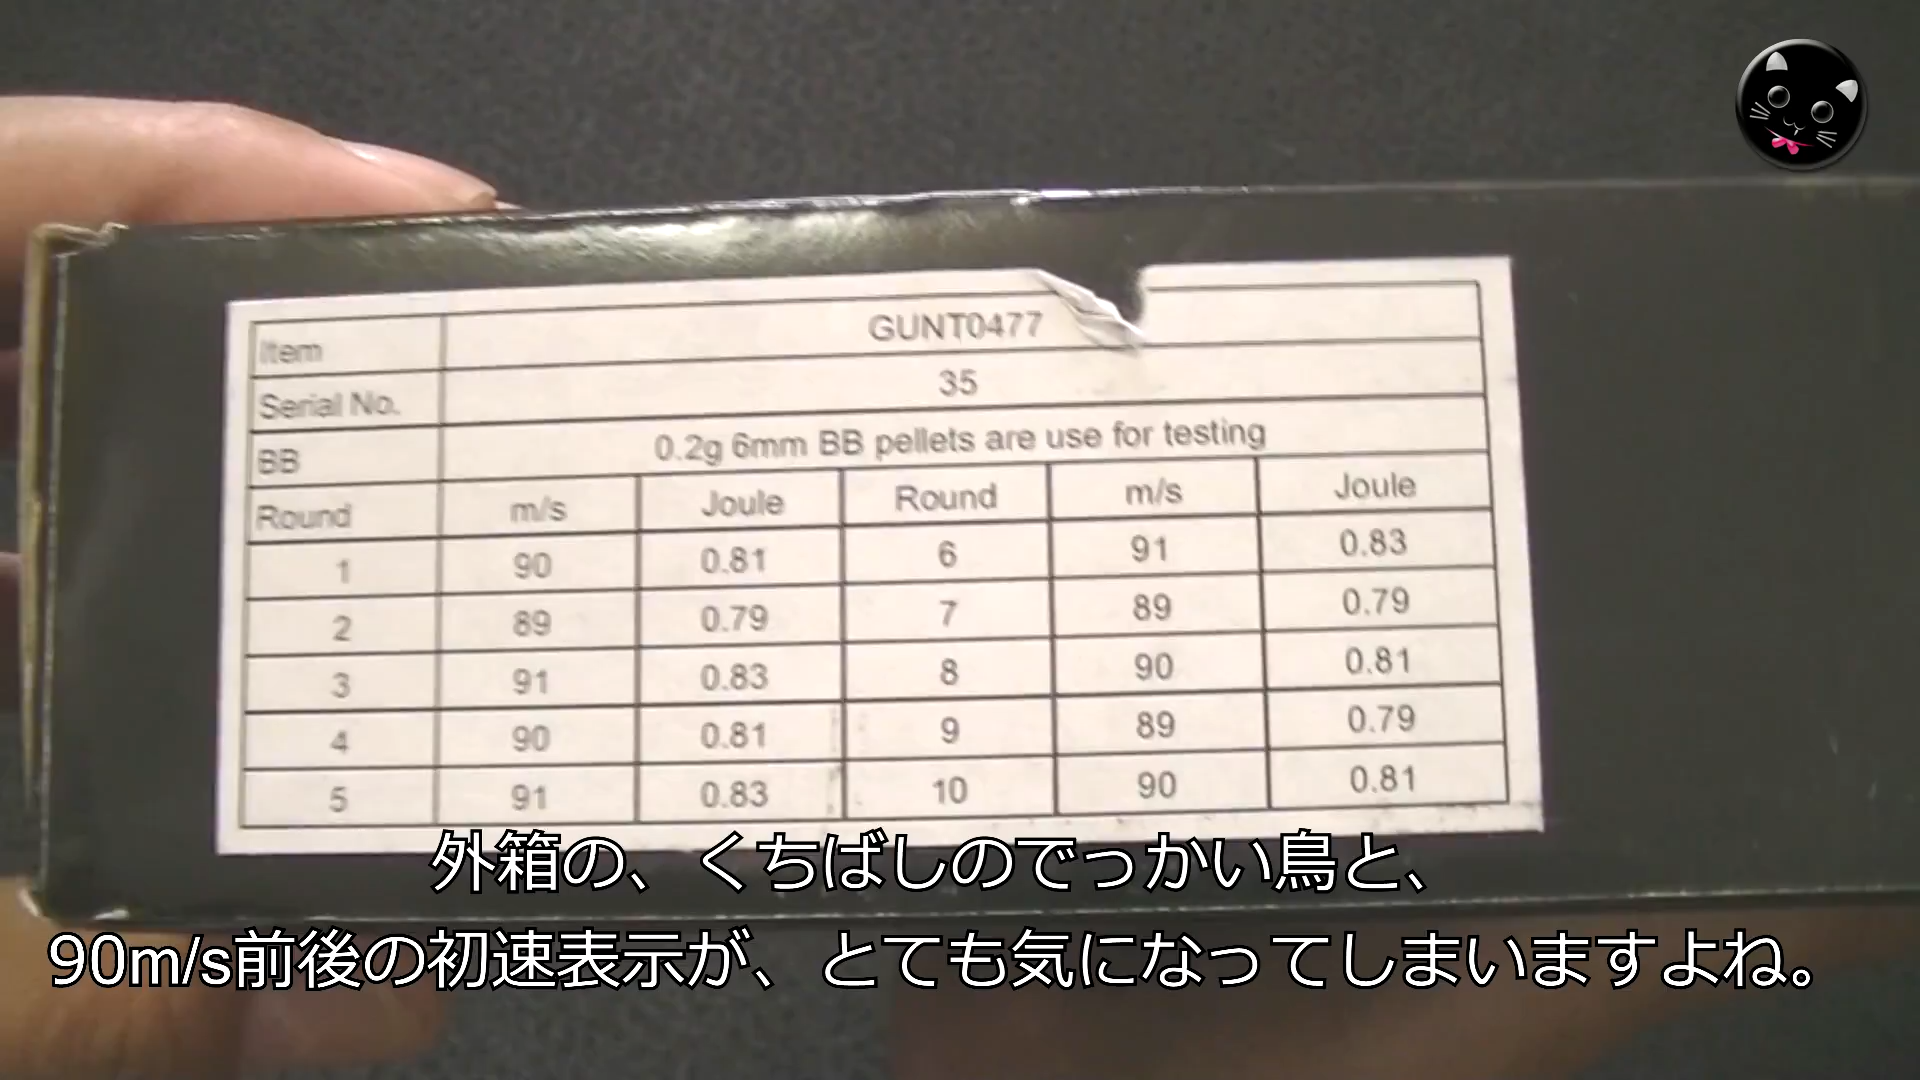 Item GUNT0477
Serial No. 35
BB 0.2g 6mm BB pellets are use for testing
Round m/s Joule Round m/s Joule
1 90 0.81 6 91 0.83
2 89 0.79 7 89 0.79
3 91 0.83 8 90 0.81
4 90 0.81 9 89 0.79
5 91 0.83 10 90 0.81
外箱の、くちばしのでっかい鳥と、
90m/s前後の初速表示が、とても気になってしまいますよね。